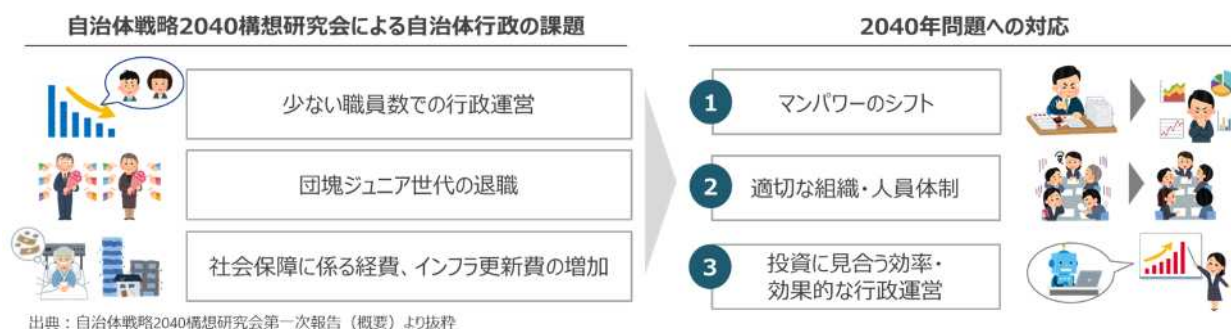 自治体戦略2040構想研究会による自治体行政の課題
少ない職員数での行政運営
団塊ジュニア世代の退職
社会保障に係る経費、インフラ更新費の増加
出典：自治体戦略2040構想研究会第一次報告（概要）より抜粋
2040年問題への対応
1 マンパワーのシフト
2 適切な組織・人員体制
3 投資に見合う効率・
効果的な行政運営